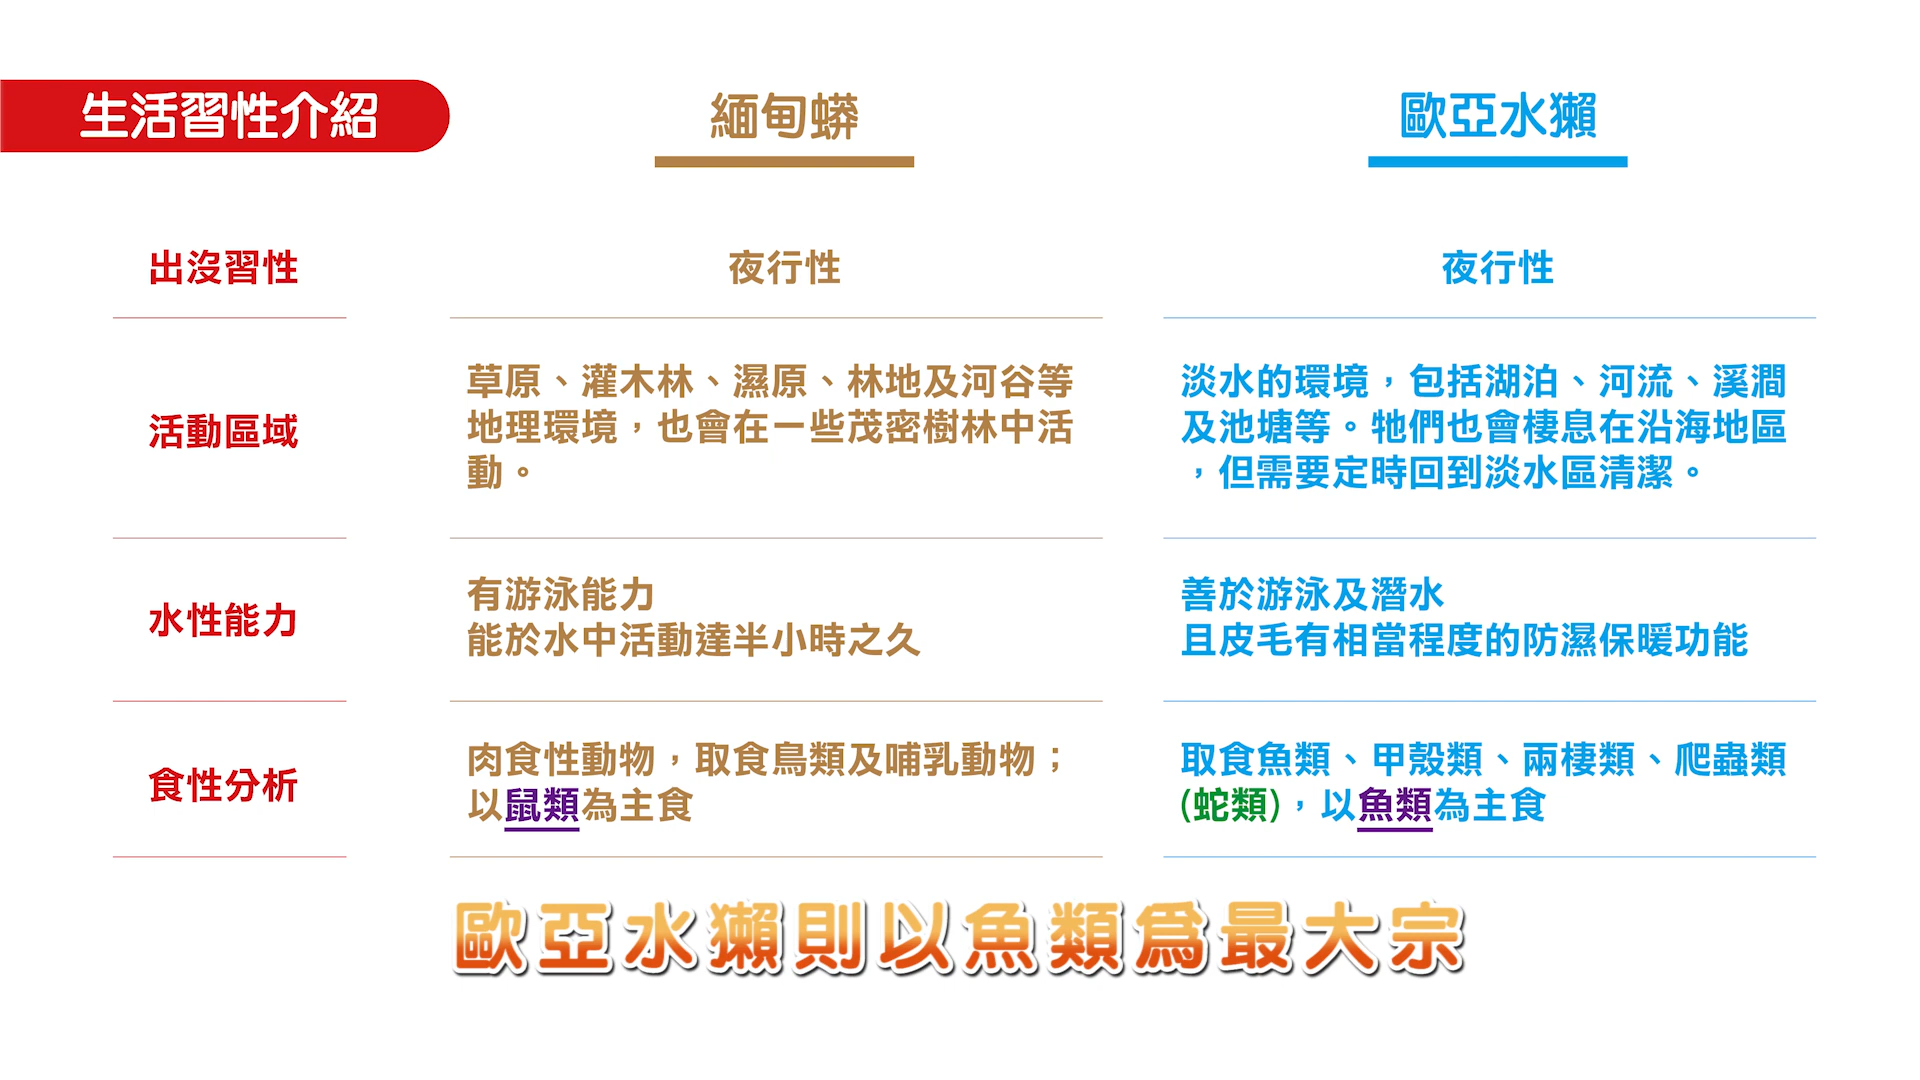 生活習性介紹
緬甸蟒
歐亞水獺
出沒習性
夜行性
夜行性
活動區域
草原、灌木林、濕原、林地及河谷等
地理環境，也會在一些茂密樹林中活
動。
淡水的環境，包括湖泊、河流、溪澗
及池塘等。牠們也會棲息在沿海地區
，但需要定時回到淡水區清潔。
水性能力
有游泳能力
能於水中活動達半小時之久
善於游泳及潛水
且皮毛有相當程度的防濕保暖功能
食性分析
肉食性動物，取食鳥類及哺乳動物；
以鼠類為主食
取食魚類、甲殼類、兩棲類、爬蟲類
(蛇類)，以魚類為主食
歐亞水獺則以魚類為最大宗